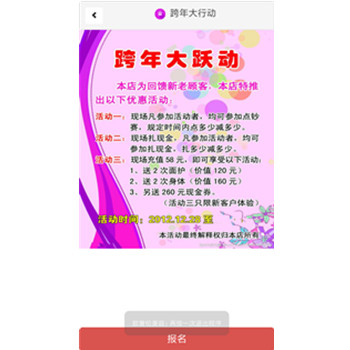 跨年大行动
跨年大跃动
本店为回馈新老顾客，本店特推
出以下优惠活动：
活动一：现场凡参加活动者，均可参加点钞
赛，规定时间内点多少减多少。
活动二：现场扎现金，凡参加活动者，均可
参加扎现金，扎多少减多少。
活动三：现场充值58元，即可享受以下活动：
1、送2次面护（价值120元）
2、送2次身体（价值160元）
3、另送260元现金券。
（活动三只限新客户体验）
活动时间：2012.12.28 至
本活动最终解释权归本店所有
报名